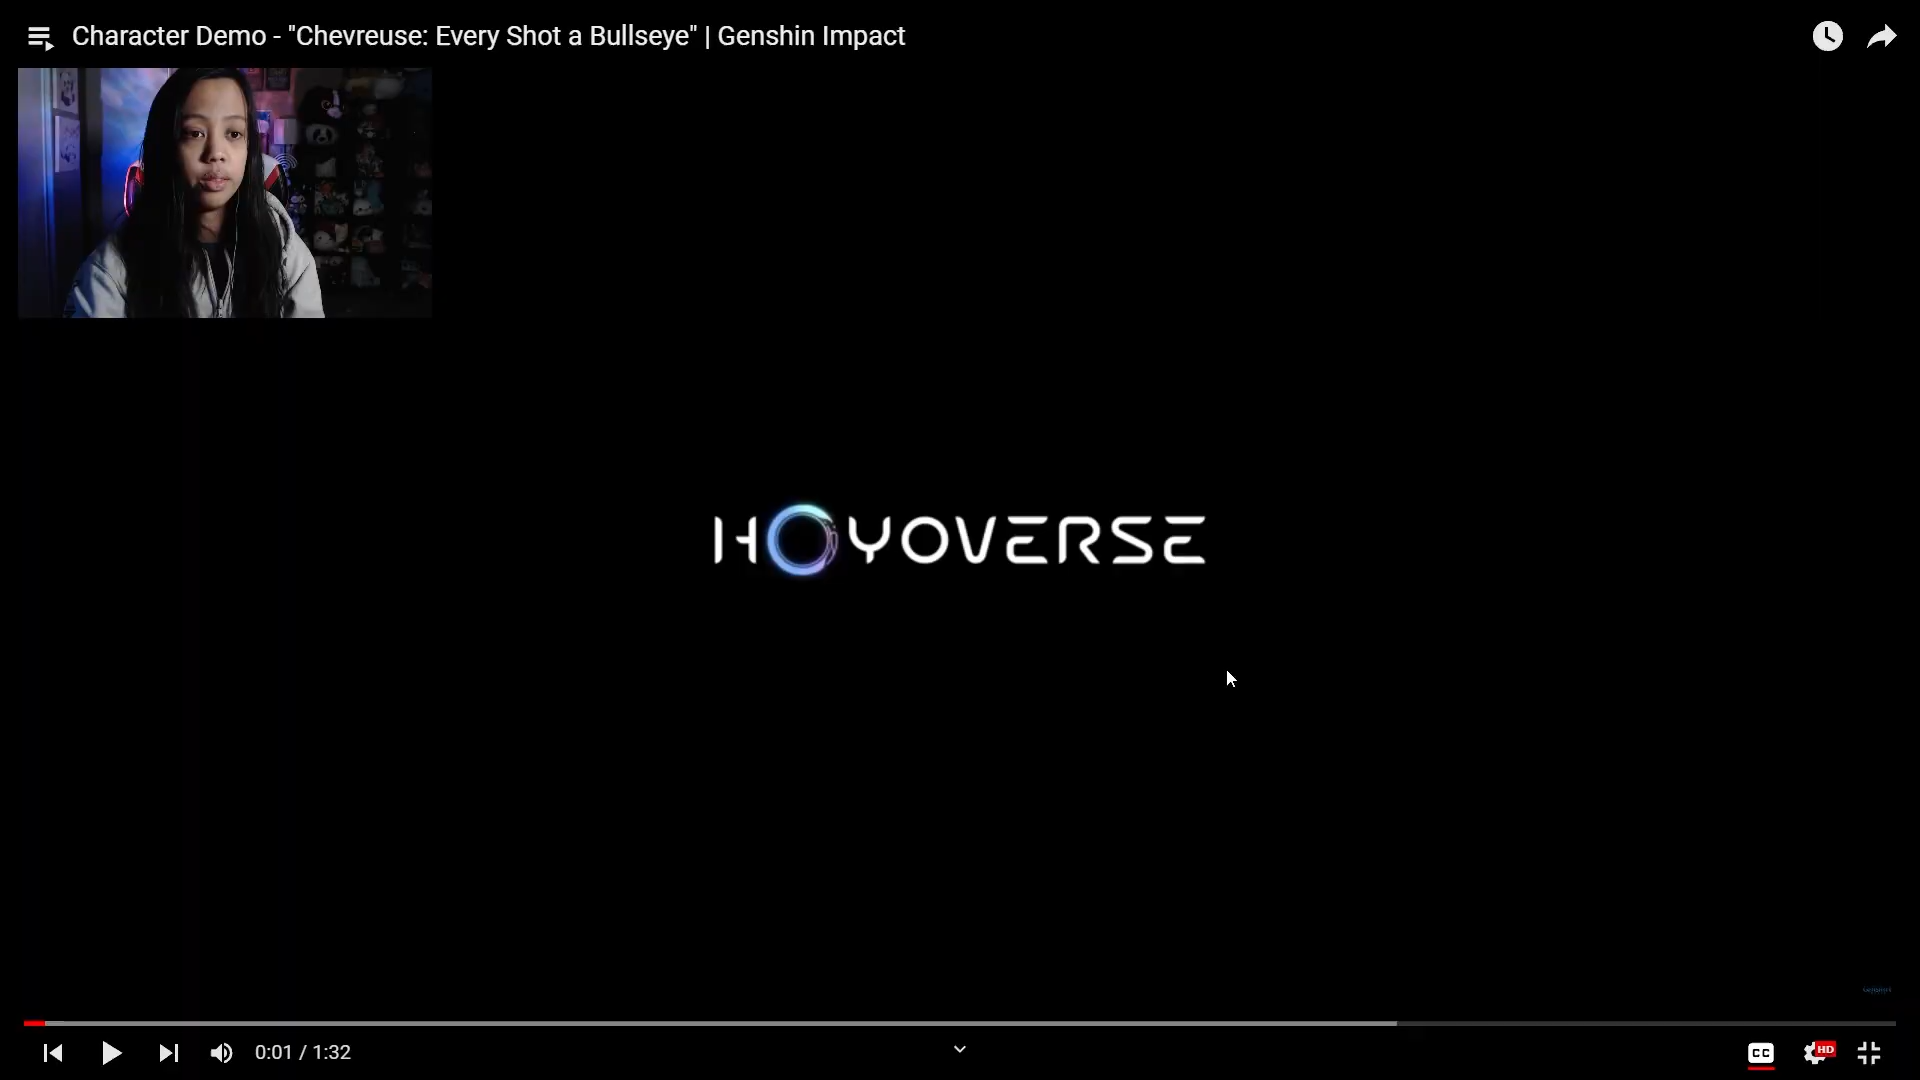 Character Demo - "Chevreuse: Every Shot a Bullseye" | Genshin Impact
HOYOVERSE
0:01 / 1:32
CC
HD